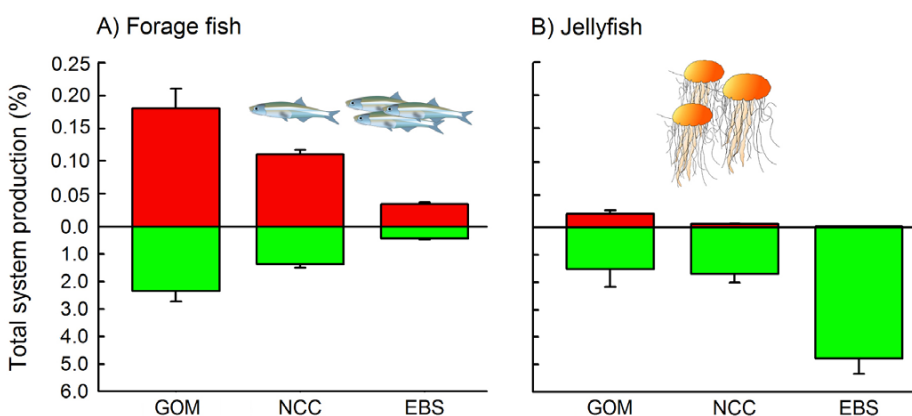 A) Forage fish
B) Jellyfish
Total system production (%)
0.25
0.20
0.15
0.10
0.05
0.0
1.0
2.0
3.0
4.0
5.0
6.0
GOM NCC EBS
GOM NCC EBS